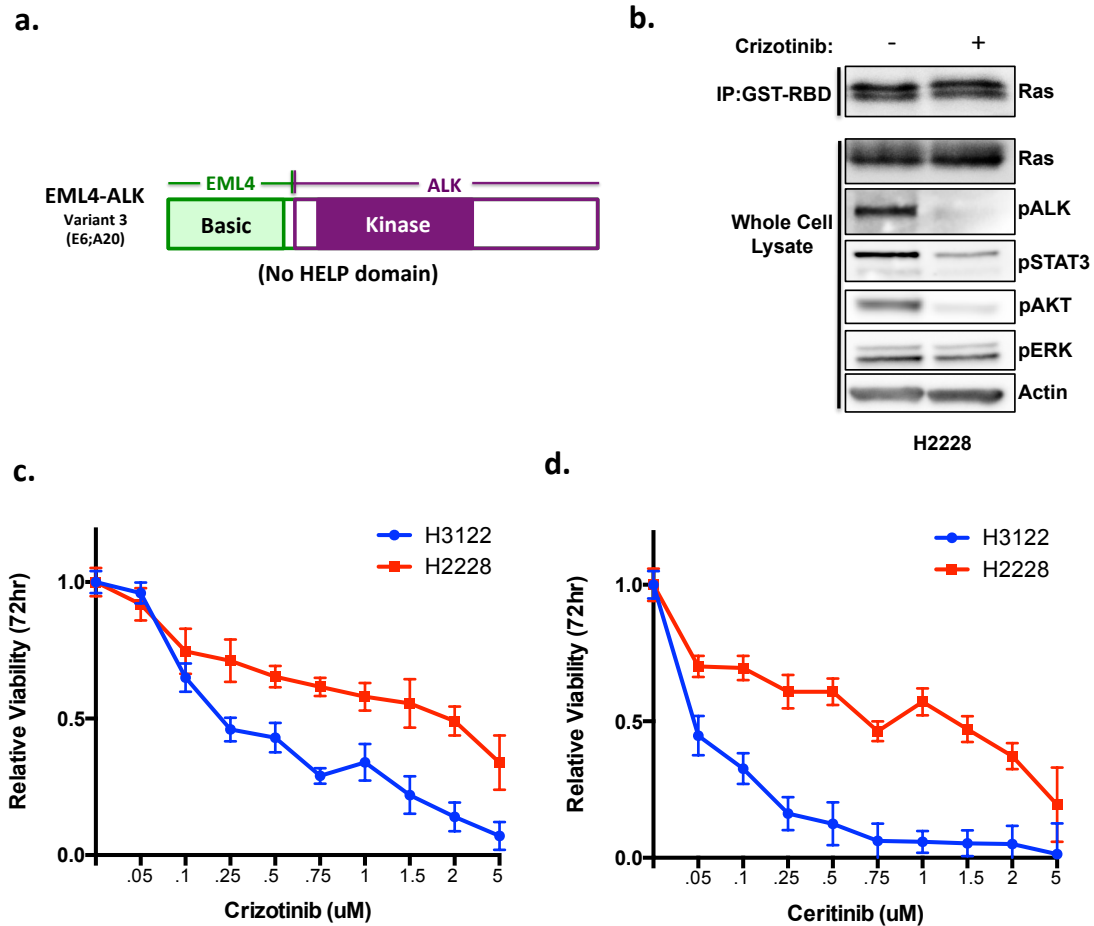 a.
EML4
ALK
EML4-ALK
Variant 3
(E6;A20)
Basic
Kinase
(No HELP domain)
b.
Crizotinib: - +
IP:GST-RBD
Ras
Whole Cell
Lysate
Ras
pALK
pSTAT3
pAKT
pERK
Actin
H2228
c.
H3122
H2228
Relative Viability (72hr)
1.0
0.5
0.0
.05 .1 .25 .5 .75 1 1.5 2 5
Crizotinib (uM)
d.
H3122
H2228
Relative Viability (72hr)
1.0
0.5
0.0
.05 .1 .25 .5 .75 1 1.5 2 5
Ceritinib (uM)